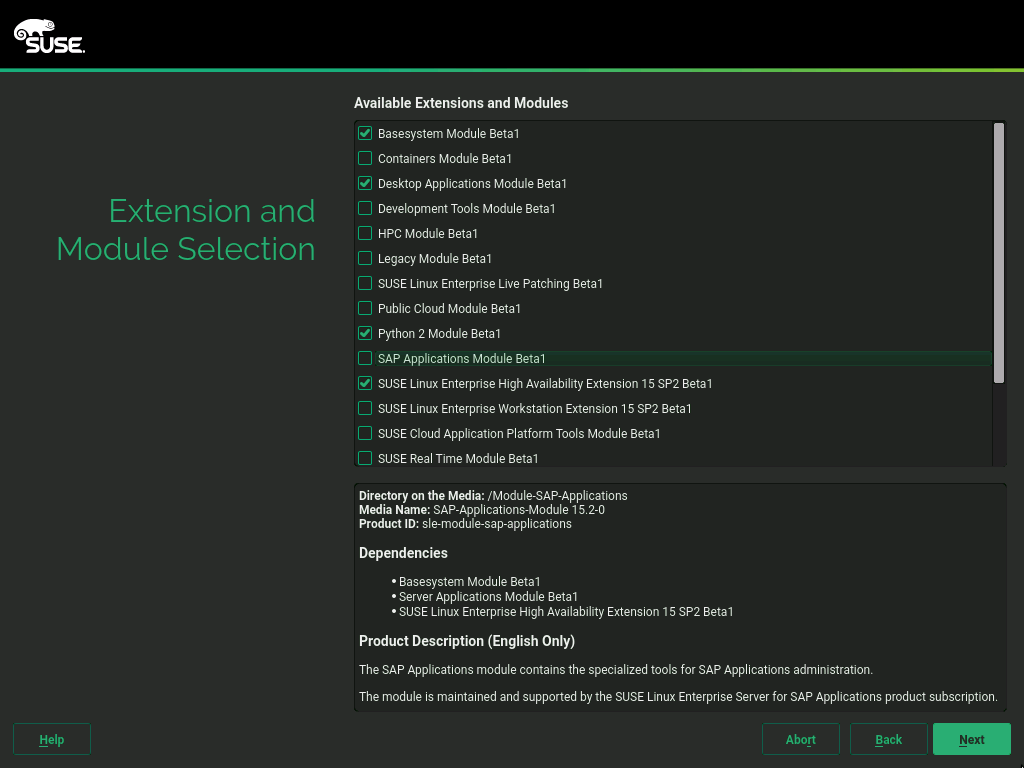 SUSE.
Available Extensions and Modules
Extension and
Module Selection
Basesystem Module Beta1
Containers Module Beta1
Desktop Applications Module Beta1
Development Tools Module Beta1
HPC Module Beta1
Legacy Module Beta1
SUSE Linux Enterprise Live Patching Beta1
Public Cloud Module Beta1
Python 2 Module Beta1
SAP Applications Module Beta1
SUSE Linux Enterprise High Availability Extension 15 SP2 Beta1
SUSE Linux Enterprise Workstation Extension 15 SP2 Beta1
SUSE Cloud Application Platform Tools Module Beta1
SUSE Real Time Module Beta1
Directory on the Media: /Module-SAP-Applications
Media Name: SAP-Applications-Module 15.2-0
Product ID: sle-module-sap-applications
Dependencies
• Basesystem Module Beta1
• Server Applications Module Beta1
• SUSE Linux Enterprise High Availability Extension 15 SP2 Beta1
Product Description (English Only)
The SAP Applications module contains the specialized tools for SAP Applications administration.
The module is maintained and supported by the SUSE Linux Enterprise Server for SAP Applications product subscription.
Help
Abort
Back
Next